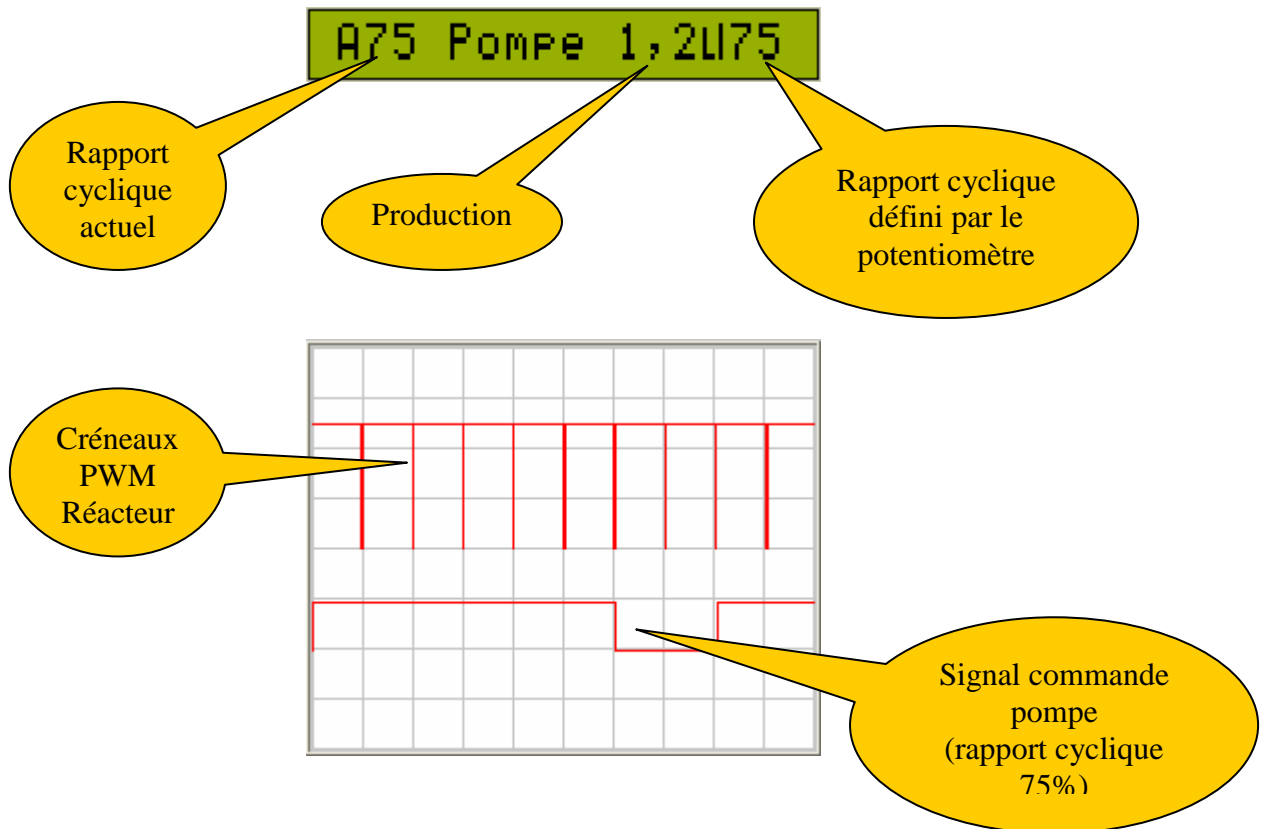 A75 Pompe 1,2U75
Rapport
cyclique
actuel
Production
Rapport cyclique
défini par le
potentiomètre
Créneaux
PWM
Réacteur
Signal commande
pompe
(rapport cyclique
75%)